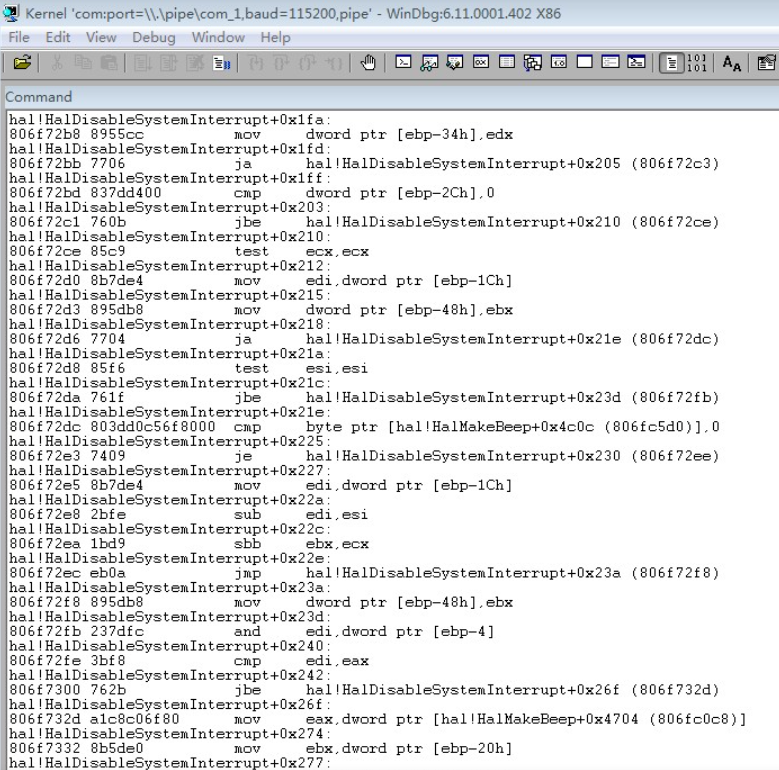 Kernel 'com:port=\\.\pipe\com_1,baud=115200,pipe' - WinDbg:6.11.0001.402 X86
File Edit View Debug Window Help
Command
hal!HalDisableSystemInterrupt+0x1fa:
806f72b8 8955cc mov dword ptr [ebp-34h],edx
hal!HalDisableSystemInterrupt+0x1fd:
806f72bb 7706 ja hal!HalDisableSystemInterrupt+0x205 (806f72c3)
hal!HalDisableSystemInterrupt+0x1ff:
806f72bd 837dd400 cmp dword ptr [ebp-2Ch],0
hal!HalDisableSystemInterrupt+0x203:
806f72c1 760b jbe hal!HalDisableSystemInterrupt+0x210 (806f72ce)
hal!HalDisableSystemInterrupt+0x210:
806f72ce 85c9 test ecx,ecx
hal!HalDisableSystemInterrupt+0x212:
806f72d0 8b7de4 mov edi,dword ptr [ebp-1Ch]
hal!HalDisableSystemInterrupt+0x215:
806f72d3 895db8 mov dword ptr [ebp-48h],ebx
hal!HalDisableSystemInterrupt+0x218:
806f72d6 7704 ja hal!HalDisableSystemInterrupt+0x21e (806f72dc)
hal!HalDisableSystemInterrupt+0x21a:
806f72d8 85f6 test esi,esi
hal!HalDisableSystemInterrupt+0x21c:
806f72da 761f jbe hal!HalDisableSystemInterrupt+0x23d (806f72fb)
hal!HalDisableSystemInterrupt+0x21e:
806f72dc 803dd0c56f8000 cmp byte ptr [hal!HalMakeBeep+0x4c0c (806fc5d0)],0
hal!HalDisableSystemInterrupt+0x225:
806f72e3 7409 je hal!HalDisableSystemInterrupt+0x230 (806f72ee)
hal!HalDisableSystemInterrupt+0x227:
806f72e5 8b7de4 mov edi,dword ptr [ebp-1Ch]
hal!HalDisableSystemInterrupt+0x22a:
806f72e8 2bfe sub edi,esi
hal!HalDisableSystemInterrupt+0x22c:
806f72ea 1bd9 sbb ebx,ecx
hal!HalDisableSystemInterrupt+0x22e:
806f72ec eb0a jmp hal!HalDisableSystemInterrupt+0x23a (806f72f8)
hal!HalDisableSystemInterrupt+0x23a:
806f72f8 895db8 mov dword ptr [ebp-48h],ebx
hal!HalDisableSystemInterrupt+0x23d:
806f72fb 237dfc and edi,dword ptr [ebp-4]
hal!HalDisableSystemInterrupt+0x240:
806f72fe 3bf8 cmp edi,eax
hal!HalDisableSystemInterrupt+0x242:
806f7300 762b jbe hal!HalDisableSystemInterrupt+0x26f (806f732d)
hal!HalDisableSystemInterrupt+0x26f:
806f732d a1c8c06f80 mov eax,dword ptr [hal!HalMakeBeep+0x4704 (806fc0c8)]
hal!HalDisableSystemInterrupt+0x274:
806f7332 8b5de0 mov ebx,dword ptr [ebp-20h]
hal!HalDisableSystemInterrupt+0x277: